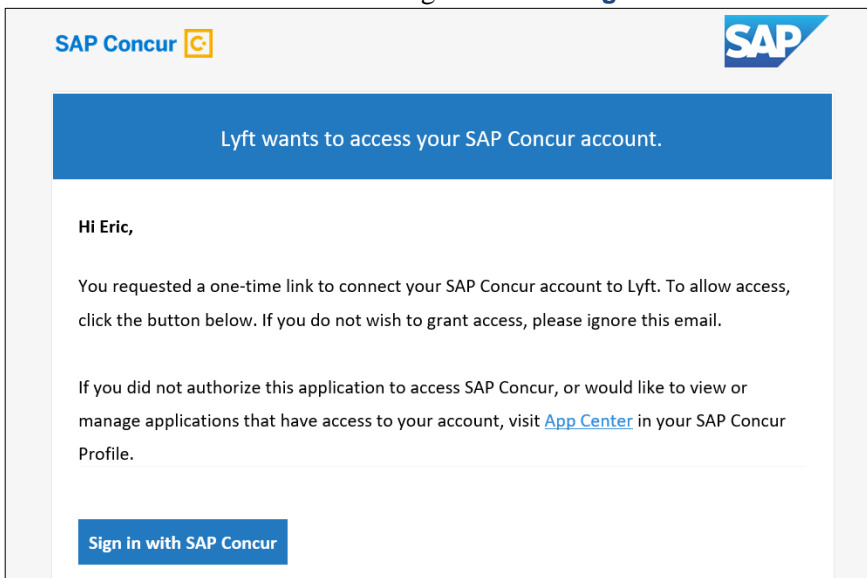 SAP Concur C.
SAP
Lyft wants to access your SAP Concur account.
Hi Eric,
You requested a one-time link to connect your SAP Concur account to Lyft. To allow access,
click the button below. If you do not wish to grant access, please ignore this email.
If you did not authorize this application to access SAP Concur, or would like to view or
manage applications that have access to your account, visit App Center in your SAP Concur
Profile.
Sign in with SAP Concur